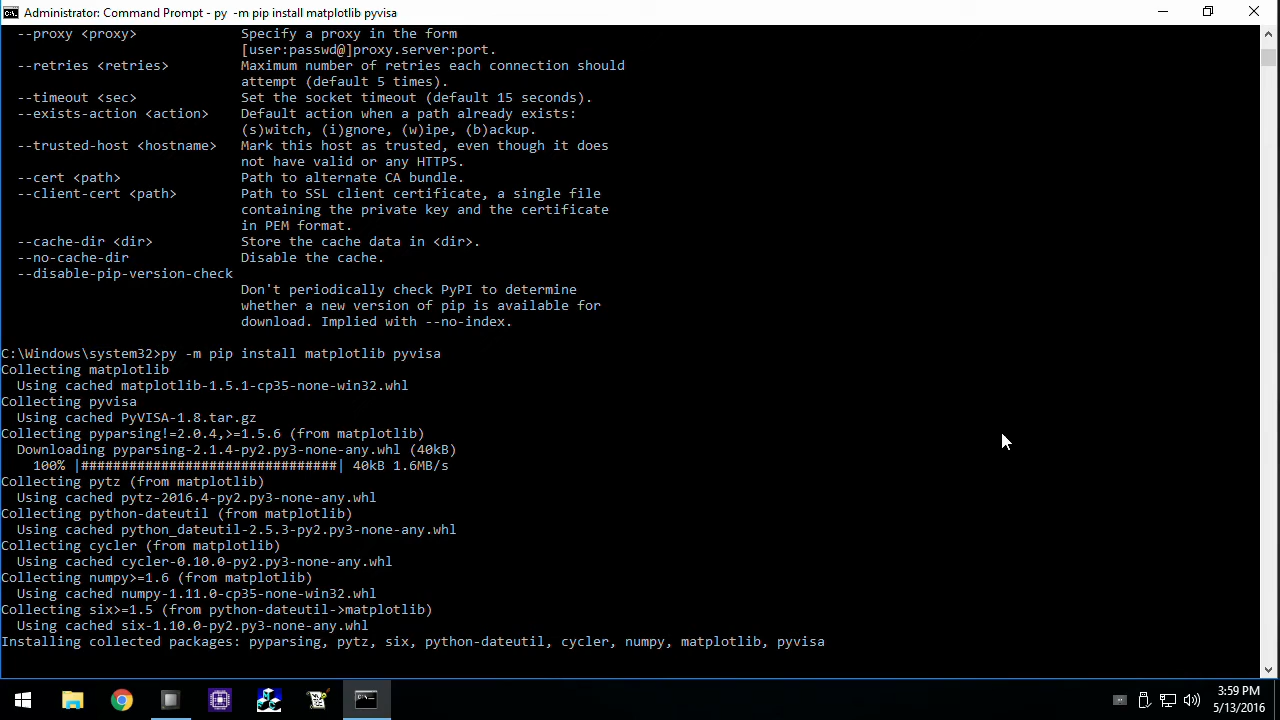 Administrator: Command Prompt - py  -m pip install matplotlib pyvisa
  --proxy <proxy>             Specify a proxy in the form
                              [user:passwd@]proxy.server:port.
  --retries <retries>         Maximum number of retries each connection should
                              attempt (default 5 times).
  --timeout <sec>             Set the socket timeout (default 15 seconds).
  --exists-action <action>    Default action when a path already exists:
                              (s)witch, (i)gnore, (w)ipe, (b)ackup.
  --trusted-host <hostname>   Mark this host as trusted, even though it does
                              not have valid or any HTTPS.
  --cert <path>               Path to alternate CA bundle.
  --client-cert <path>        Path to SSL client certificate, a single file
                              containing the private key and the certificate
                              in PEM format.
  --cache-dir <dir>           Store the cache data in <dir>.
  --no-cache-dir              Disable the cache.
  --disable-pip-version-check
                              Don't periodically check PyPI to determine
                              whether a new version of pip is available for
                              download. Implied with --no-index.
C:\Windows\system32>py -m pip install matplotlib pyvisa
Collecting matplotlib
  Using cached matplotlib-1.5.1-cp35-none-win32.whl
Collecting pyvisa
  Using cached PyVISA-1.8.tar.gz
Collecting pyparsing!=2.0.4,>=1.5.6 (from matplotlib)
  Downloading pyparsing-2.1.4-py2.py3-none-any.whl (40kB)
    100% |################################| 40kB 1.6MB/s
Collecting pytz (from matplotlib)
  Using cached pytz-2016.4-py2.py3-none-any.whl
Collecting python-dateutil (from matplotlib)
  Using cached python_dateutil-2.5.3-py2.py3-none-any.whl
Collecting cycler (from matplotlib)
  Using cached cycler-0.10.0-py2.py3-none-any.whl
Collecting numpy>=1.6 (from matplotlib)
  Using cached numpy-1.11.0-cp35-none-win32.whl
Collecting six>=1.5 (from python-dateutil->matplotlib)
  Using cached six-1.10.0-py2.py3-none-any.whl
Installing collected packages: pyparsing, pytz, six, python-dateutil, cycler, numpy, matplotlib, pyvisa
3:59 PM
5/13/2016